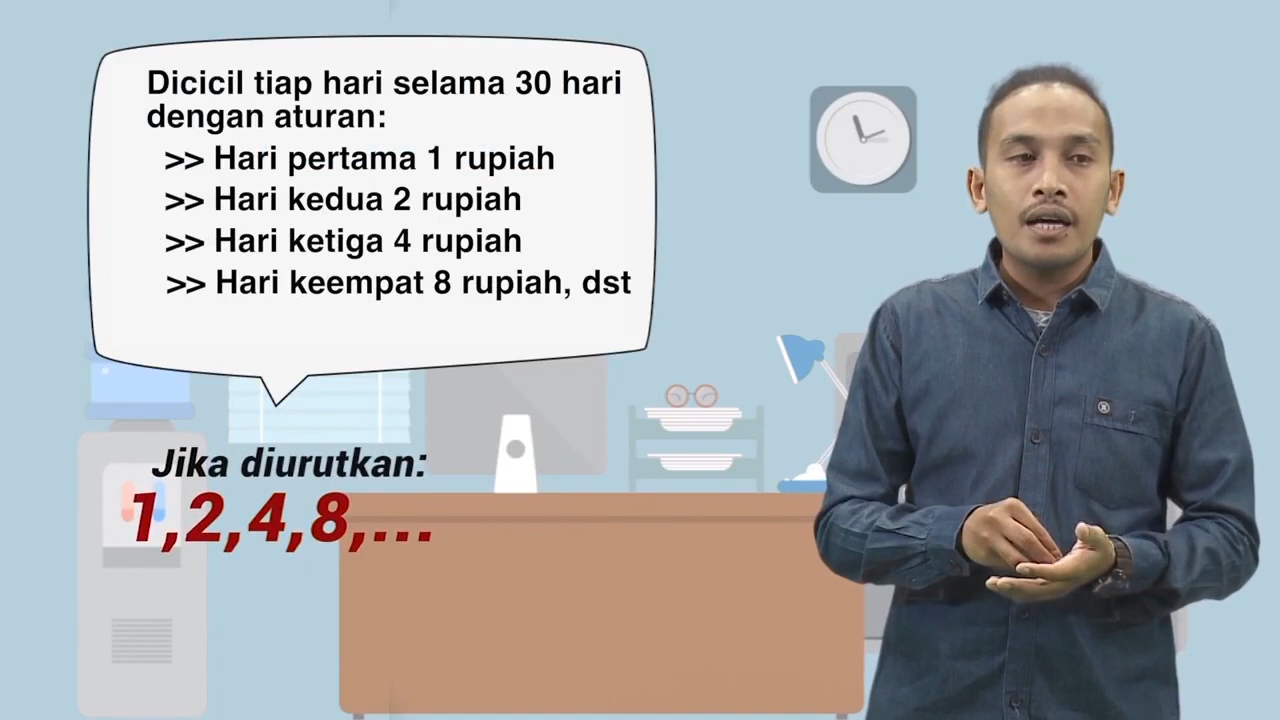 Dicicil tiap hari selama 30 hari
dengan aturan:
>> Hari pertama 1 rupiah
>> Hari kedua 2 rupiah
>> Hari ketiga 4 rupiah
>> Hari keempat 8 rupiah, dst
Jika diurutkan:
1,2,4,8,...